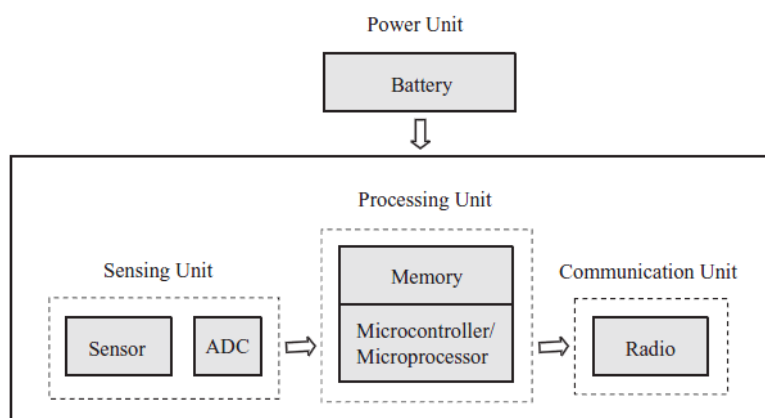 Power Unit
Battery
Processing Unit
Sensing Unit
Memory
Communication Unit
Sensor
ADC
Microcontroller/
Microprocessor
Radio